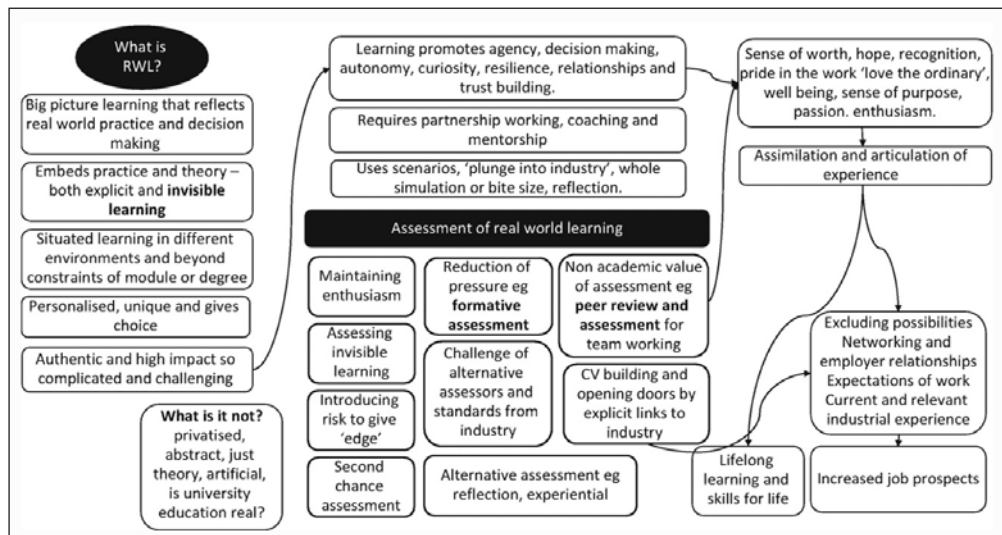 What is
RWL?
Big picture learning that reflects
real world practice and decision
making
Embeds practice and theory –
both explicit and invisible
learning
Situated learning in different
environments and beyond
constraints of module or degree
Personalised, unique and gives
choice
Authentic and high impact so
complicated and challenging
What is it not?
privatised,
abstract, just
theory, artificial,
is university
education real?
Learning promotes agency, decision making,
autonomy, curiosity, resilience, relationships and
trust building.
Requires partnership working, coaching and
mentorship
Uses scenarios, ‘plunge into industry’, whole
simulation or bite size, reflection.
Assessment of real world learning
Maintaining
enthusiasm
Assessing
invisible
learning
Introducing
risk to give
‘edge’
Second
chance
assessment
Reduction of
pressure eg
formative
assessment
Challenge of
alternative
assessors and
standards from
industry
Non academic value
of assessment eg
peer review and
assessment for
team working
CV building and
opening doors by
explicit links to
industry
Alternative assessment eg
reflection, experiential
Sense of worth, hope, recognition,
pride in the work ‘love the ordinary’,
well being, sense of purpose,
passion. enthusiasm.
Assimilation and articulation of
experience
Excluding possibilities
Networking and
employer relationships
Expectations of work
Current and relevant
industrial experience
Lifelong
learning and
skills for life
Increased job prospects